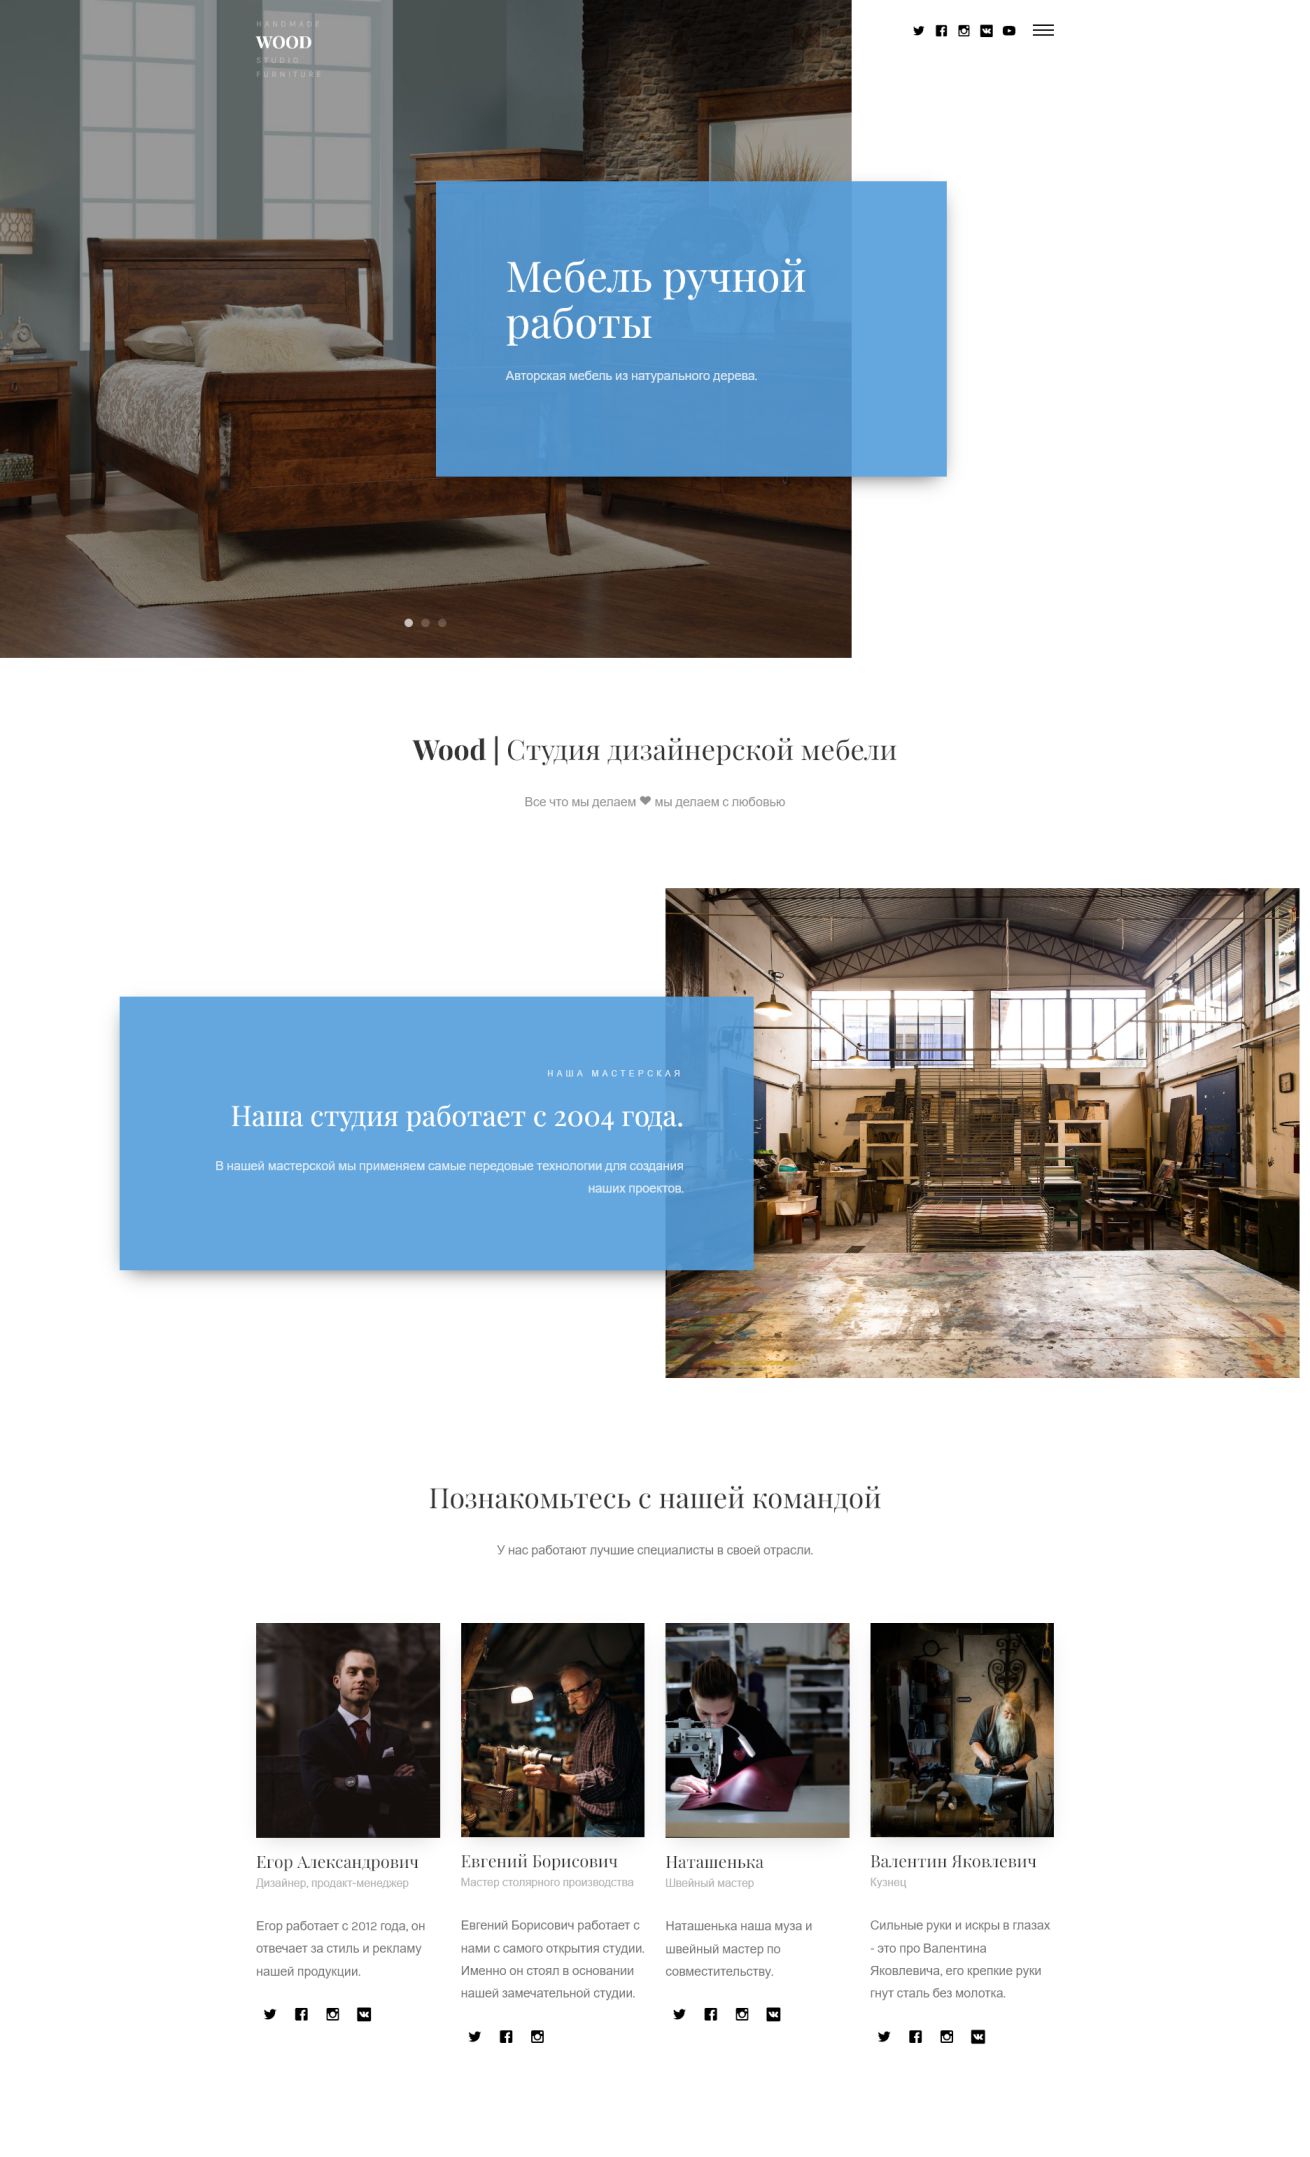 HANDMADE
WOOD
STUDIO
FURNITURE
Мебель ручной
работы
Авторская мебель из натурального дерева.
Wood | Студия дизайнерской мебели
Все что мы делаем ❤ мы делаем с любовью
НАША МАСТЕРСКАЯ
Наша студия работает с 2004 года.
В нашей мастерской мы применяем самые передовые технологии для создания
наших проектов.
Познакомьтесь с нашей командой
У нас работают лучшие специалисты в своей отрасли.
Егор Александрович
Дизайнер, продакт-менеджер
Егор работает с 2012 года, он
отвечает за стиль и рекламу
нашей продукции.
Евгений Борисович
Мастер столярного производства
Евгений Борисович работает с
нами с самого открытия студии.
Именно он стоял в основании
нашей замечательной студии.
Наташенька
Швейный мастер
Наташенька наша муза и
швейный мастер по
совместительству.
Валентин Яковлевич
Кузнец
Сильные руки и искры в глазах
- это про Валентина
Яковлевича, его крепкие руки
гнут сталь без молотка.